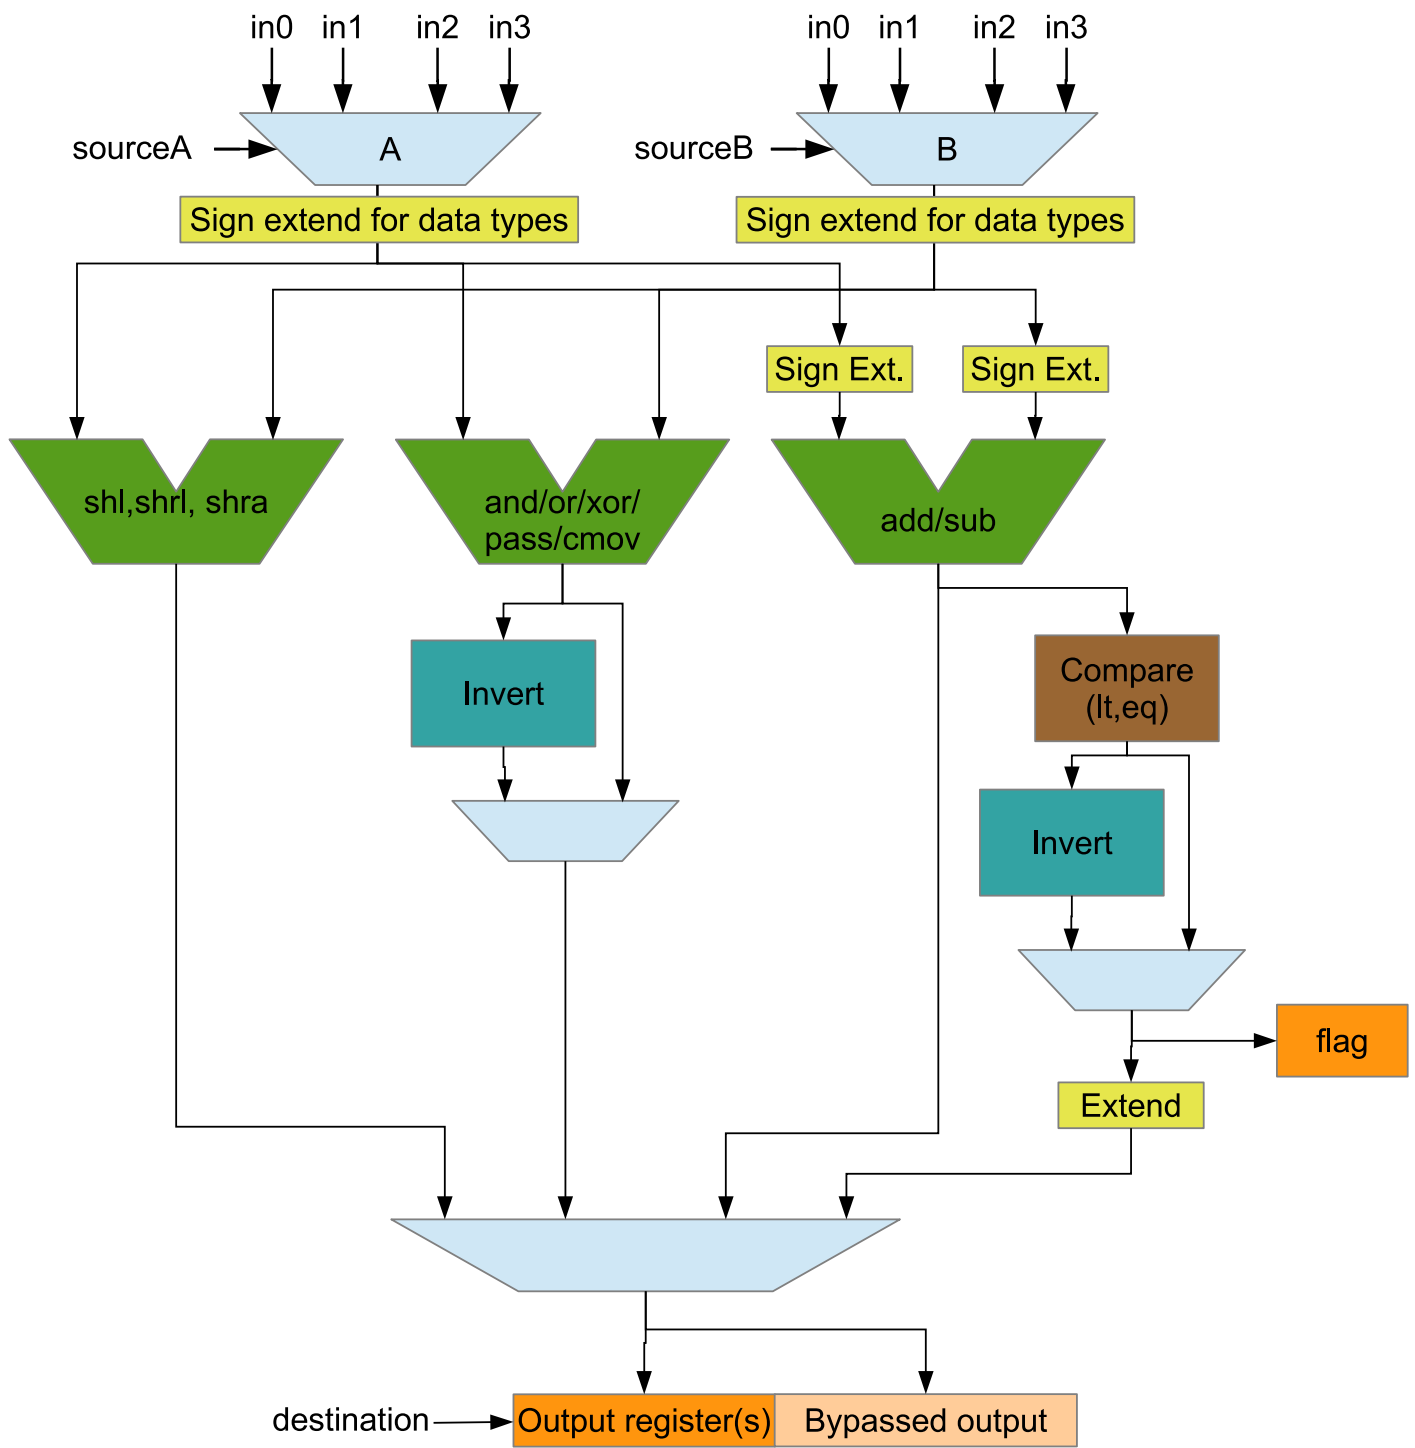 in0 in1 in2 in3
in0 in1 in2 in3
sourceA
A
sourceB
B
Sign extend for data types
Sign extend for data types
Sign Ext.
Sign Ext.
shl,shrl, shra
and/or/xor/
pass/cmov
add/sub
Invert
Compare
(lt,eq)
Invert
flag
Extend
destination
Output register(s)
Bypassed output